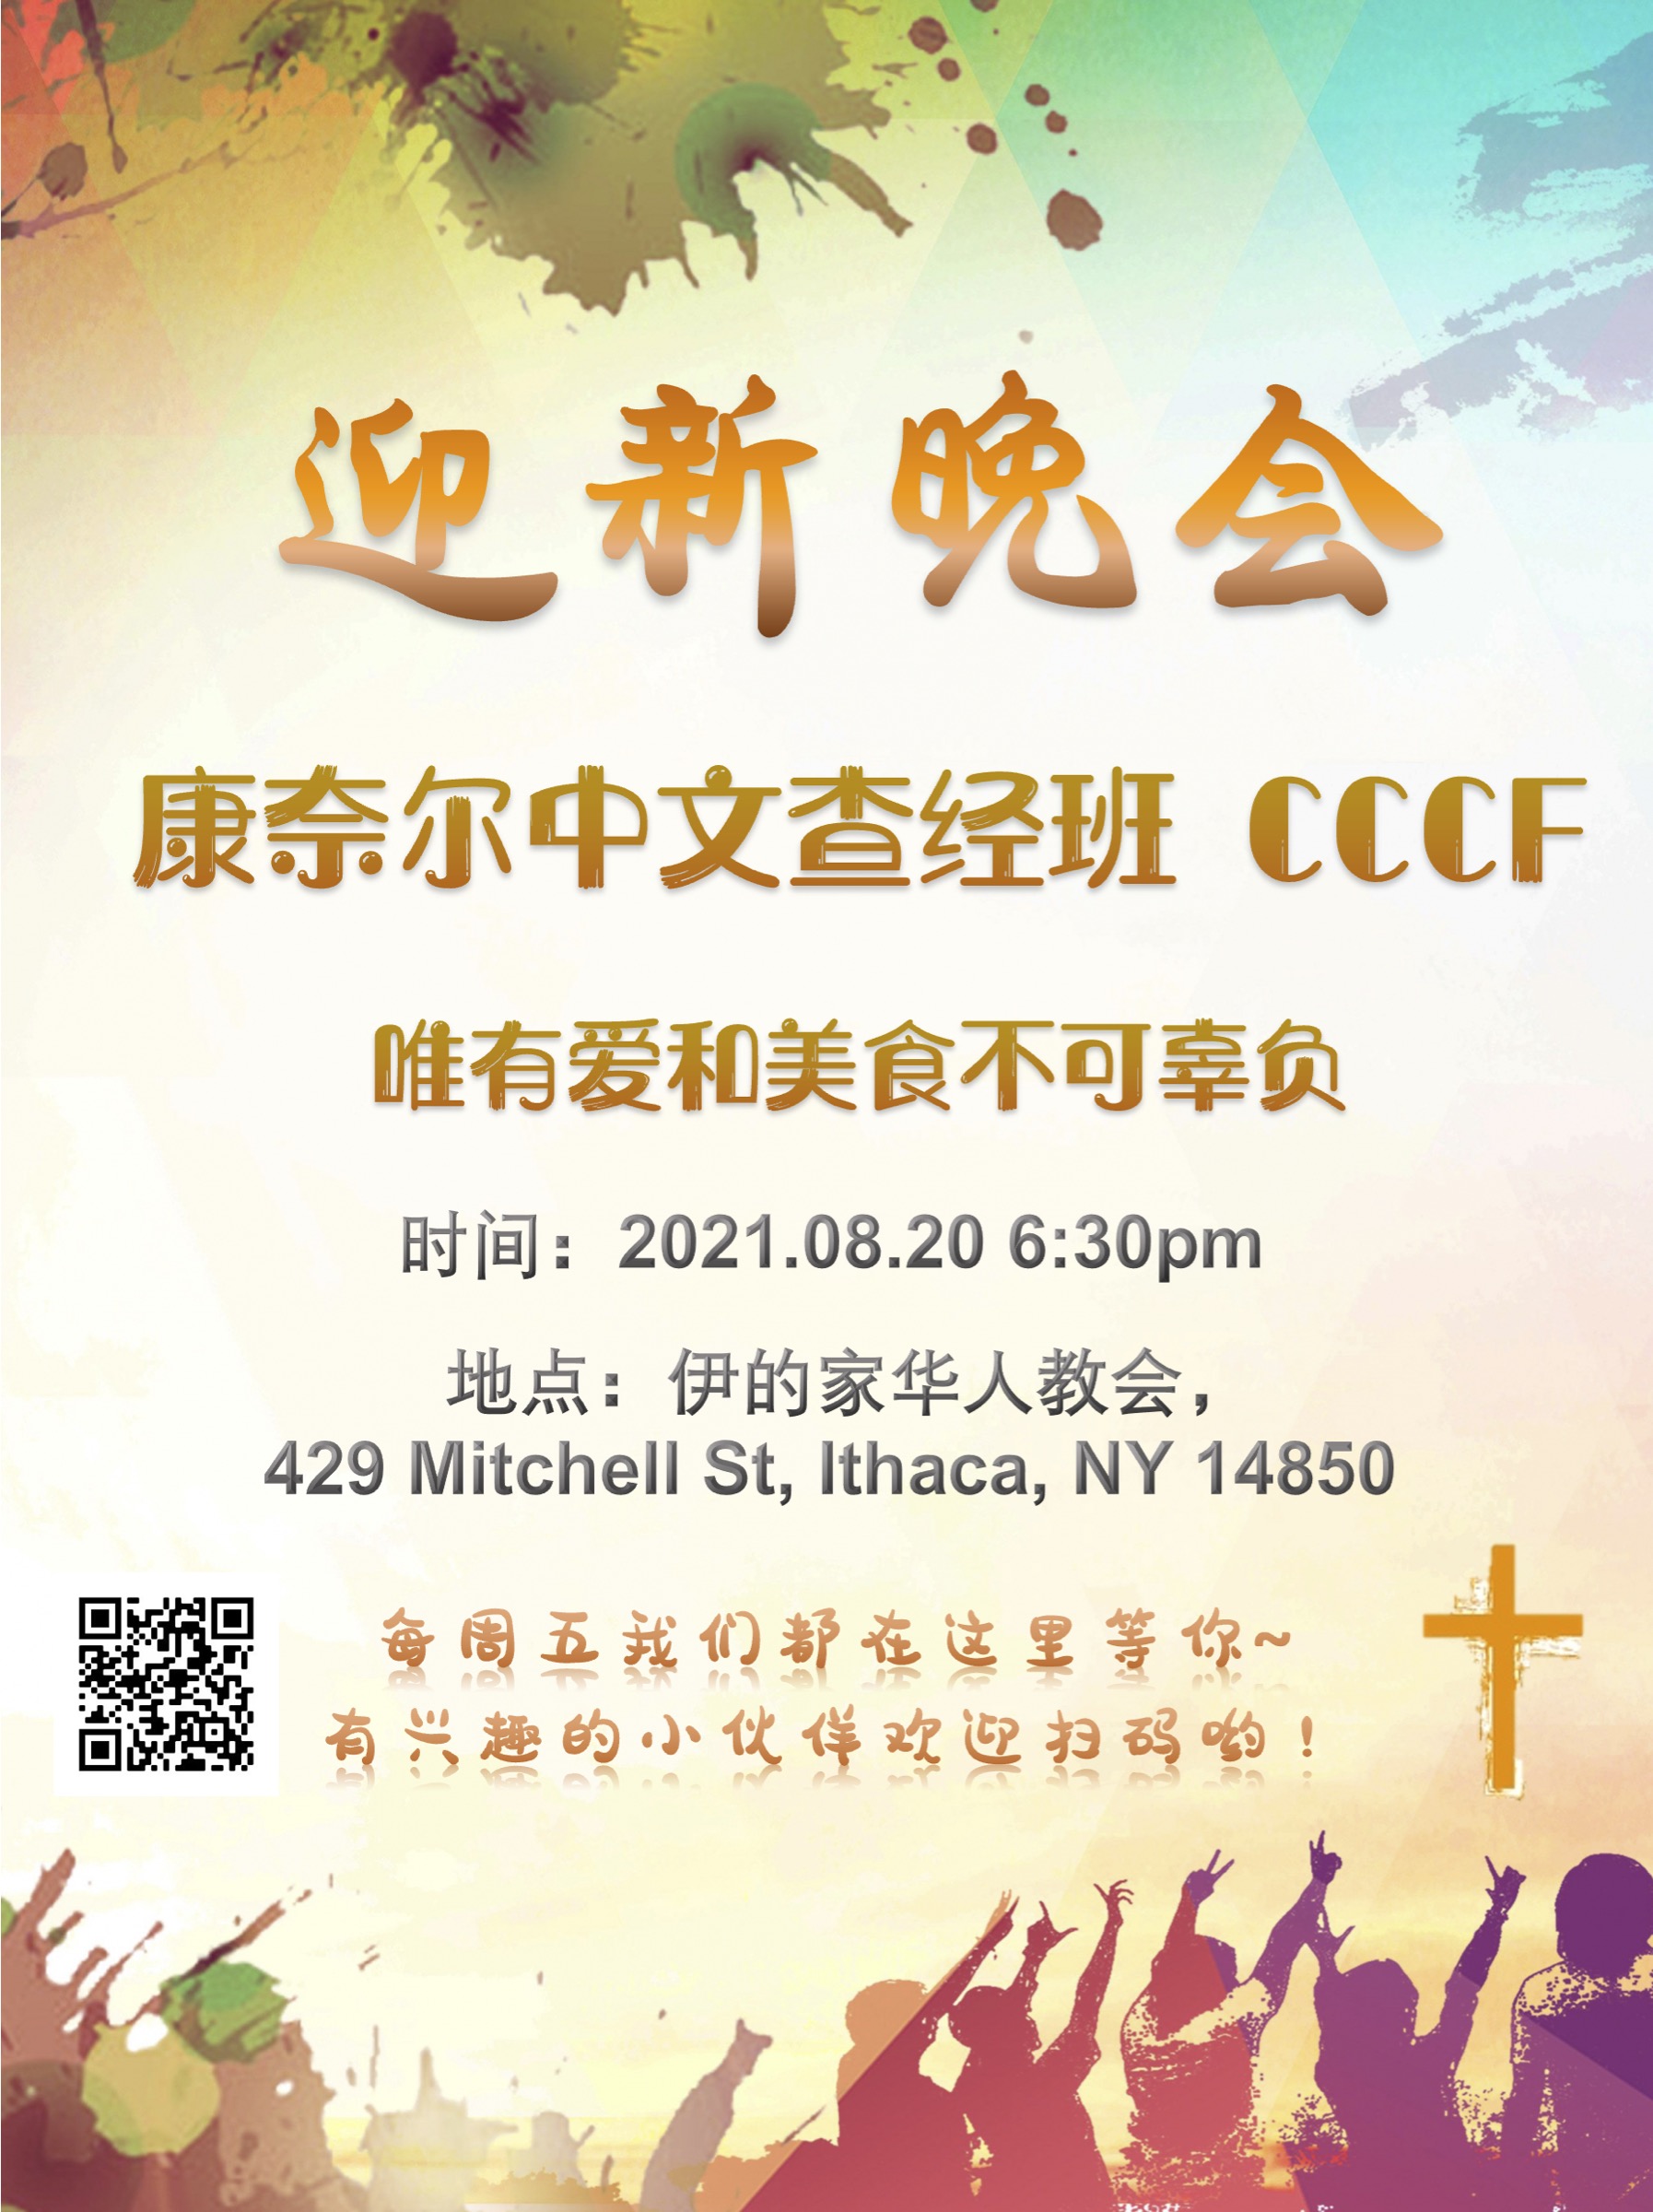 迎新晚会
康奈尔中文查经班 CCCF
唯有爱和美食不可辜负
时间：2021.08.20 6:30pm
地点：伊的家华人教会，
429 Mitchell St, Ithaca, NY 14850
每周五我们都在这里等你~
有兴趣的小伙伴欢迎扫码哟！